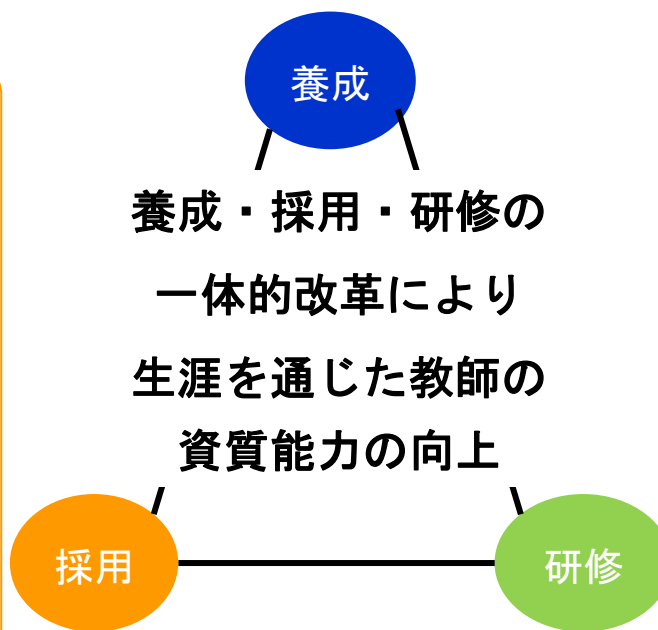 養成
養成・採用・研修の
一体的改革により
生涯を通じた教師の
資質能力の向上
採用
研修